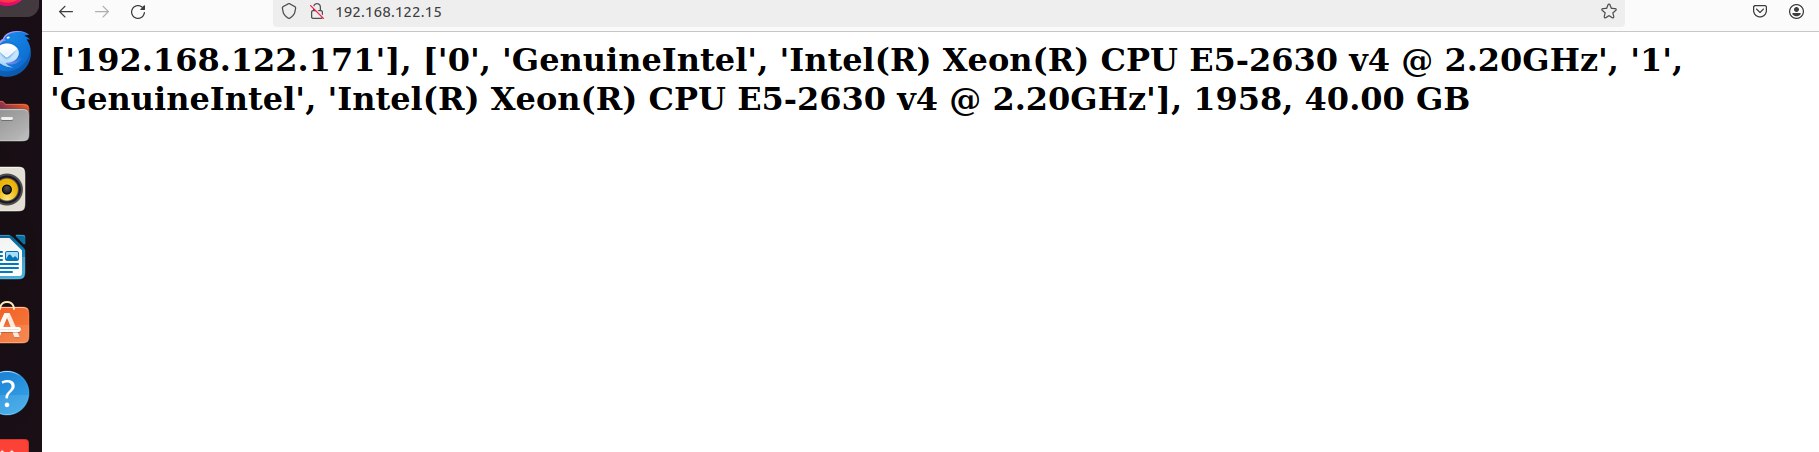 192.168.122.15
['192.168.122.171'], ['0', 'GenuineIntel', 'Intel(R) Xeon(R) CPU E5-2630 v4 @ 2.20GHz', '1',
'GenuineIntel', 'Intel(R) Xeon(R) CPU E5-2630 v4 @ 2.20GHz'], 1958, 40.00 GB